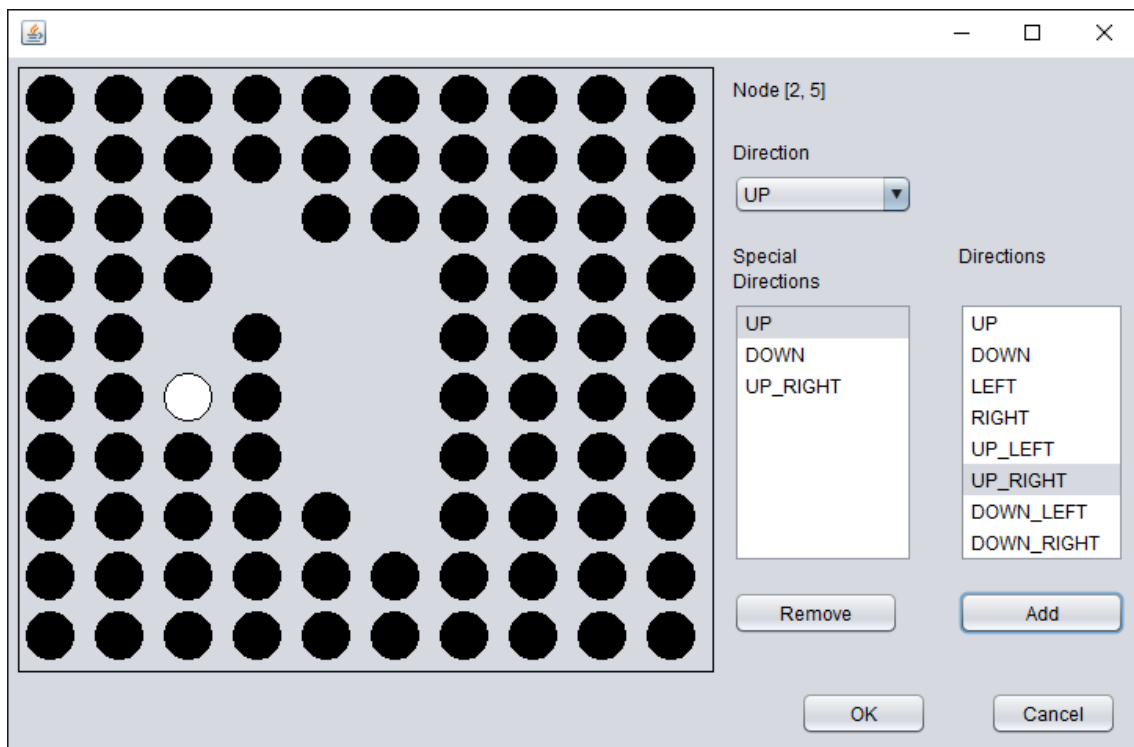 Node [2, 5]
Direction
UP
Special
Directions
Directions
UP
DOWN
UP_RIGHT
UP
DOWN
LEFT
RIGHT
UP_LEFT
UP_RIGHT
DOWN_LEFT
DOWN_RIGHT
Remove
Add
OK
Cancel